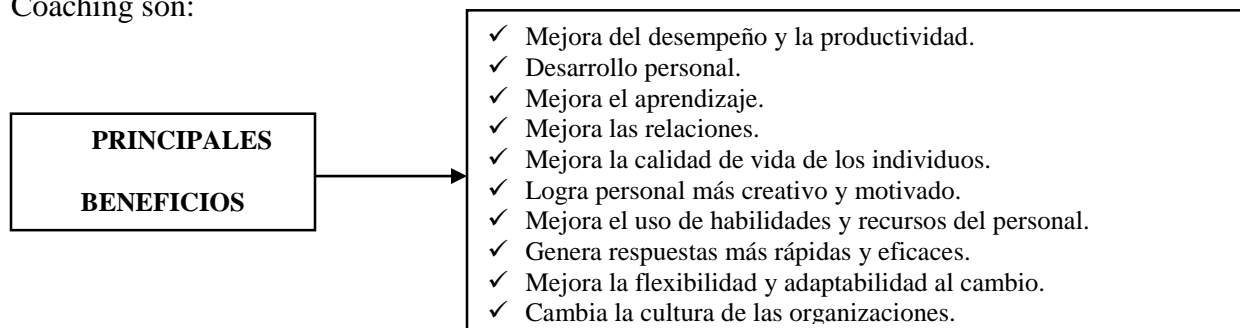 Coaching son:
PRINCIPALES
BENEFICIOS
✓ Mejora del desempeño y la productividad.
✓ Desarrollo personal.
✓ Mejora el aprendizaje.
✓ Mejora las relaciones.
✓ Mejora la calidad de vida de los individuos.
✓ Logra personal más creativo y motivado.
✓ Mejora el uso de habilidades y recursos del personal.
✓ Genera respuestas más rápidas y eficaces.
✓ Mejora la flexibilidad y adaptabilidad al cambio.
✓ Cambia la cultura de las organizaciones.